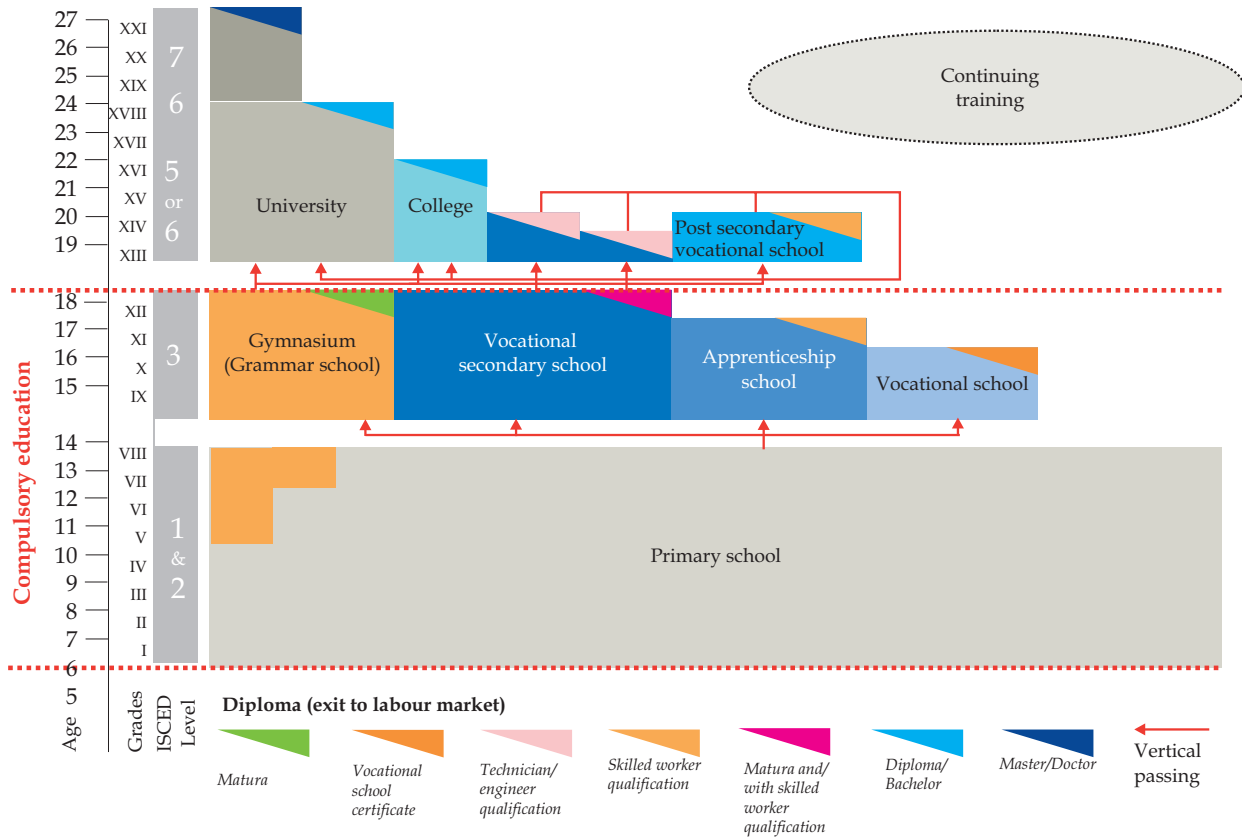 27
26
25
24
23
22
21
20
19
18
17
16
15
14
13
12
11
10
9
8
7
6
5
Age
XXI
XX
XIX
XVIII
XVII
XVI
XV
XIV
XIII
XII
XI
X
IX
VIII
VII
VI
V
IV
III
II
I
Grades
7
6
5
or
6
3
1
&
2
ISCED
Level
Compulsory education
Continuing
training
University
College
Post secondary
vocational school
Gymnasium
(Grammar school)
Vocational
secondary school
Apprenticeship
school
Vocational school
Primary school
Diploma (exit to labour market)
Matura
Vocational
school
certificate
Technician/
engineer
qualification
Skilled worker
qualification
Matura and/
with skilled
worker
qualification
Diploma/
Bachelor
Master/Doctor
Vertical
passing